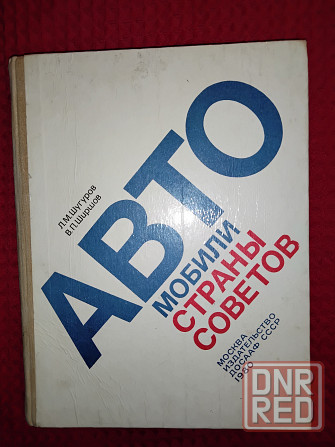 Л.М.Шугуров
В.П.Ширшов
АВТО
МОБИЛИ
СТРАНЫ
СОВЕТОВ
МОСКВА
ИЗДАТЕЛЬСТВО
ДОСААФ СССР
1980
DNR
RED